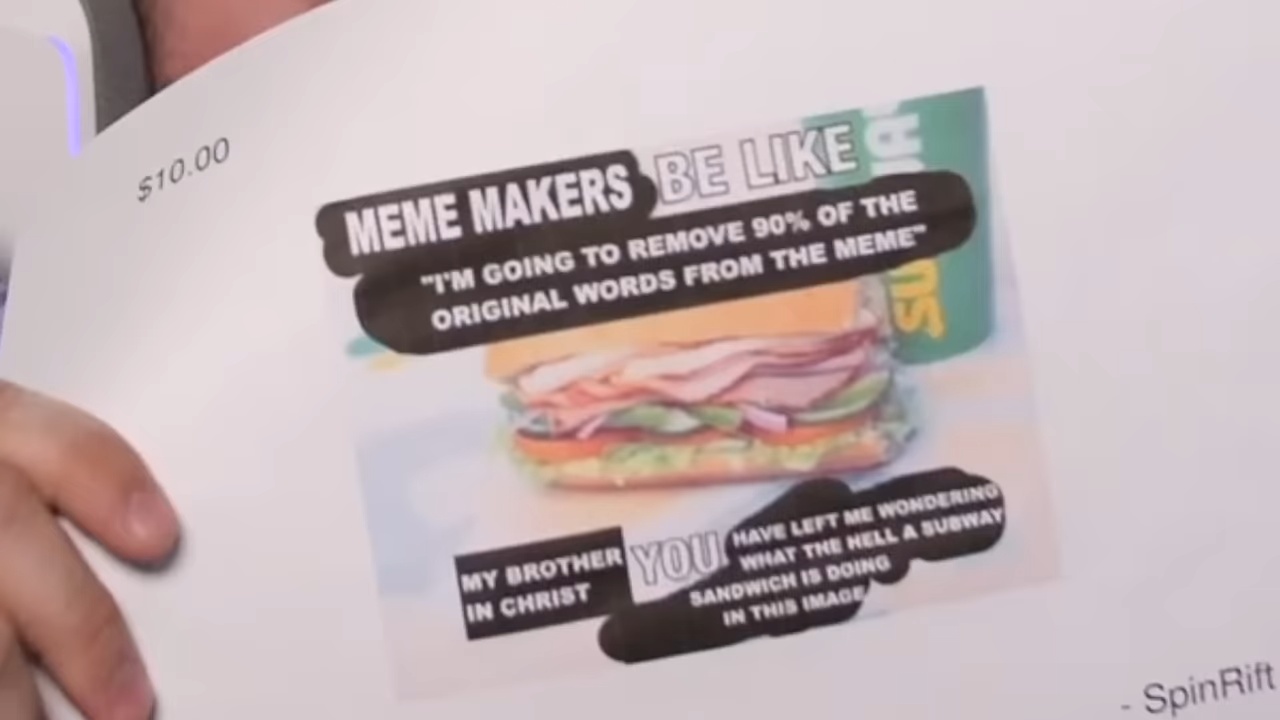 $10.00
MEME MAKERS BE LIKE
"I'M GOING TO REMOVE 90% OF THE
ORIGINAL WORDS FROM THE MEME"
MY BROTHER
IN CHRIST
YOU
HAVE LEFT ME WONDERING
WHAT THE HELL A SUBWAY
SANDWICH IS DOING
IN THIS IMAGE
- SpinRift